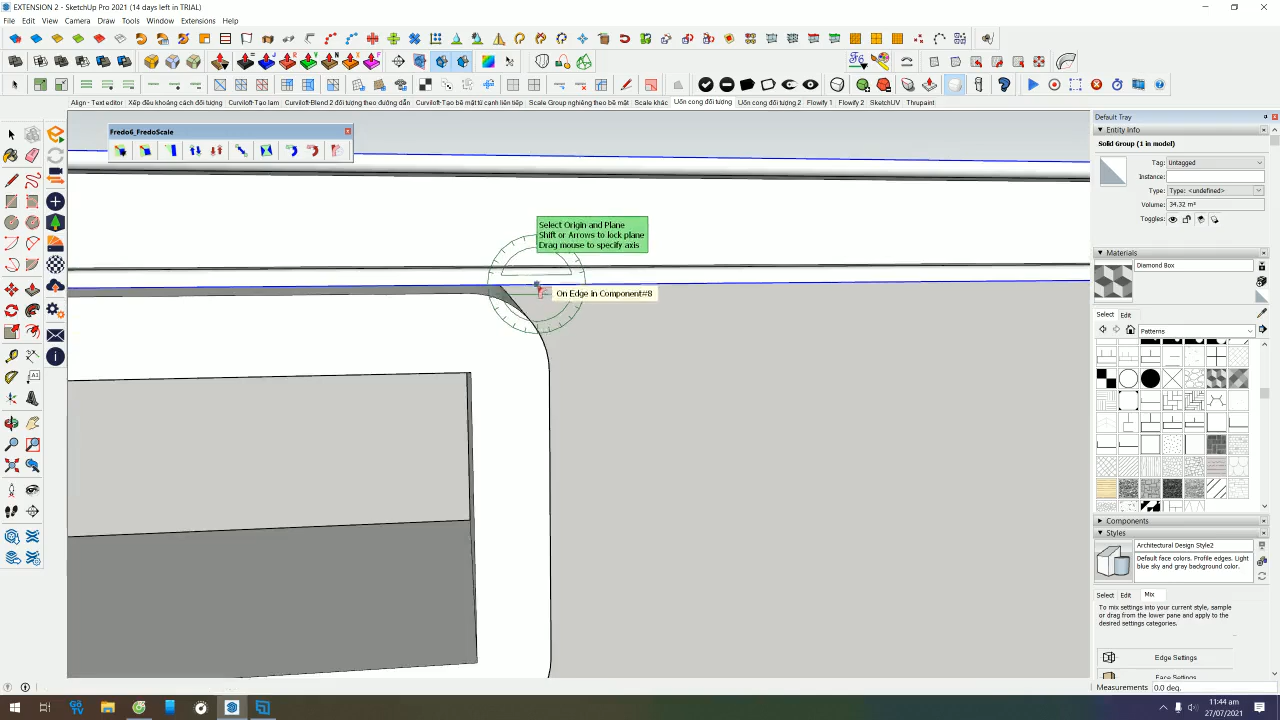 EXTENSION 2 - SketchUp Pro 2021 (14 days left in TRIAL)
File Edit View Camera Draw Tools Window Extensions Help
Align - Text editor Xếp đều khoảng cách đối tượng Curviloft-Tạo lam Curviloft-Blend 2 đối tượng theo đường dẫn Curviloft-Tạo bề mặt từ cạnh liên tiếp Scale Group nghiêng theo bề mặt Scale khác Uốn cong đối tượng Uốn cong đối tượng 2 Flowify 1 Flowify 2 SketchUV Thrupaint
Fredo6_FredoScale
Select Origin and Plane
Shift or Arrows to lock plane
Drag mouse to specify axis
On Edge in Component#8
Default Tray
Entity Info
Solid Group (1 in model)
Tag: Untagged
Instance:
Type: Type: <undefined>
Volume: 34.32 m³
Toggles:
Materials
Diamond Box
Select Edit
Patterns
Components
Styles
Architectural Design Style2
Default face colors. Profile edges. Light
blue sky and gray background color.
Select Edit Mix
To mix settings into your current style, sample
or drag from the lower pane and apply to the
desired settings categories.
Edge Settings
Face Settings
Measurements 0.0 deg.
11:44 am
27/07/2021